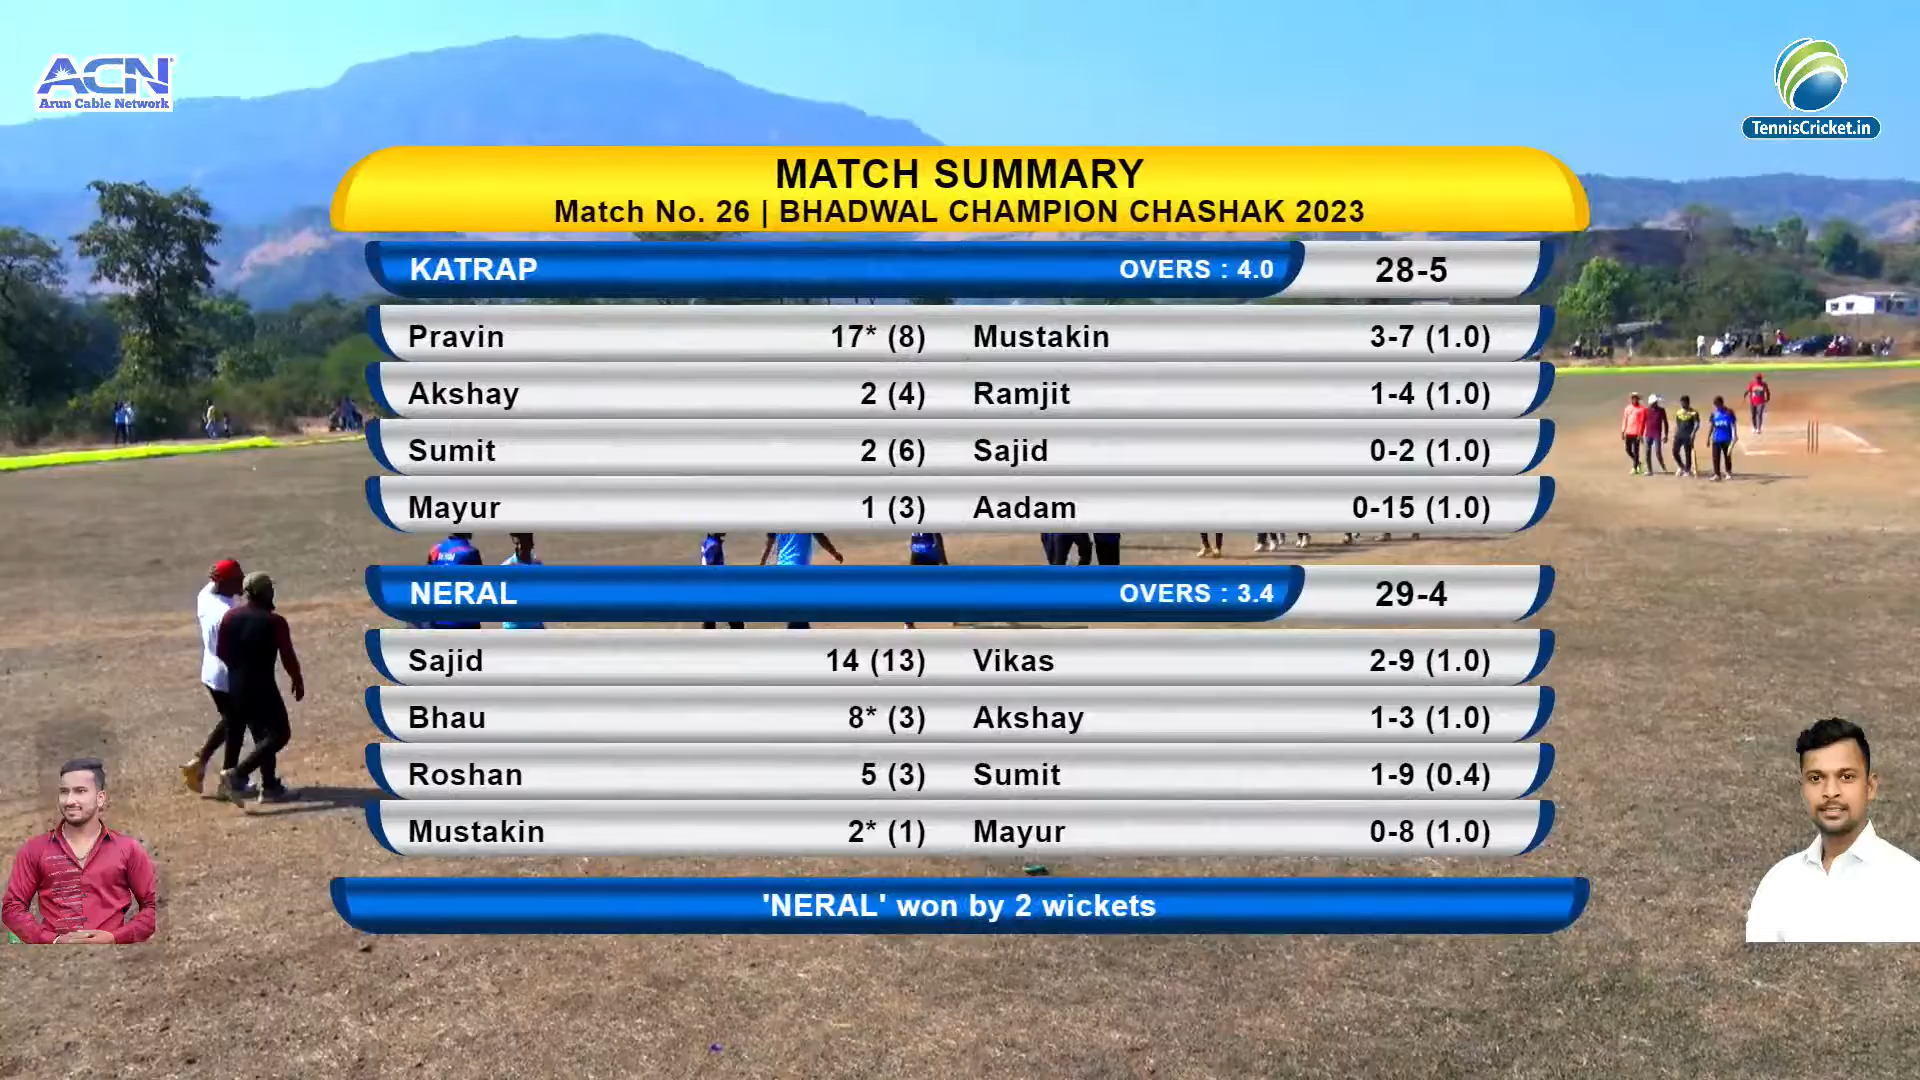 ACN
Arun Cable Network
TennisCricket.in
MATCH SUMMARY
Match No. 26 | BHADWAL CHAMPION CHASHAK 2023
KATRAP OVERS : 4.0 28-5
Pravin 17* (8) Mustakin 3-7 (1.0)
Akshay 2 (4) Ramjit 1-4 (1.0)
Sumit 2 (6) Sajid 0-2 (1.0)
Mayur 1 (3) Aadam 0-15 (1.0)
NERAL OVERS : 3.4 29-4
Sajid 14 (13) Vikas 2-9 (1.0)
Bhau 8* (3) Akshay 1-3 (1.0)
Roshan 5 (3) Sumit 1-9 (0.4)
Mustakin 2* (1) Mayur 0-8 (1.0)
'NERAL' won by 2 wickets